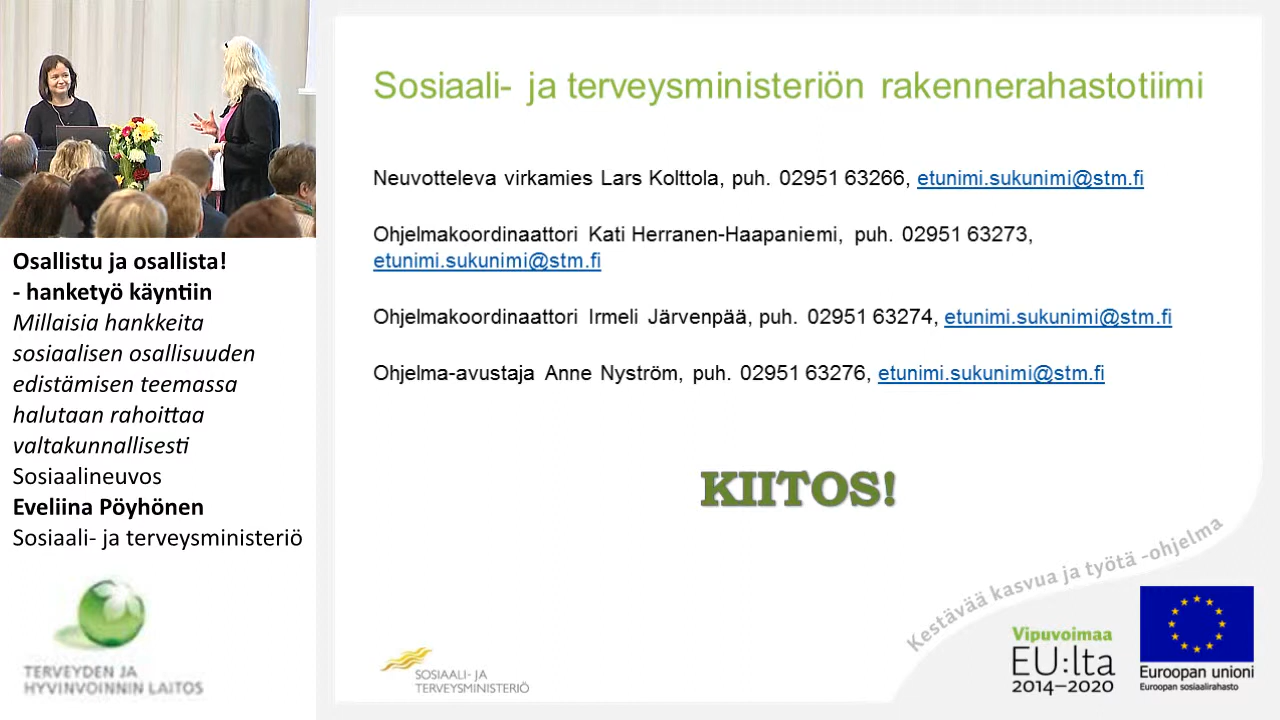 Osallistu ja osallista!
- hanketyö käyntiin
Millaisia hankkeita
sosiaalisen osallisuuden
edistämisen teemassa
halutaan rahoittaa
valtakunnallisesti
Sosiaalineuvos
Eveliina Pöyhönen
Sosiaali- ja terveysministeriö
TERVEYDEN JA
HYVINVOINNIN LAITOS
Sosiaali- ja terveysministeriön rakennerahastotiimi
Neuvotteleva virkamies Lars Kolttola, puh. 02951 63266, etunimi.sukunimi@stm.fi
Ohjelmakoordinaattori Kati Herranen-Haapaniemi, puh. 02951 63273,
etunimi.sukunimi@stm.fi
Ohjelmakoordinaattori Irmeli Järvenpää, puh. 02951 63274, etunimi.sukunimi@stm.fi
Ohjelma-avustaja Anne Nyström, puh. 02951 63276, etunimi.sukunimi@stm.fi
KIITOS!
Kestävää kasvua ja työtä -ohjelma
SOSIAALI- JA
TERVEYSMINISTERIÖ
Vipuvoimaa
EU:lta
2014–2020
Euroopan unioni
Euroopan sosiaalirahasto